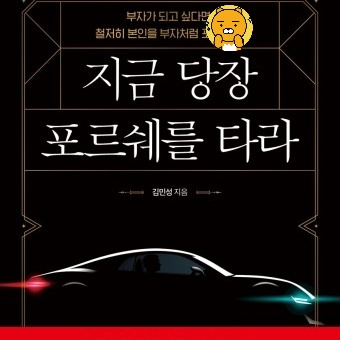 부자가 되고 싶다면
철저히 본인을 부자처럼
지금 당장
포르쉐를 타라
김민성 지음